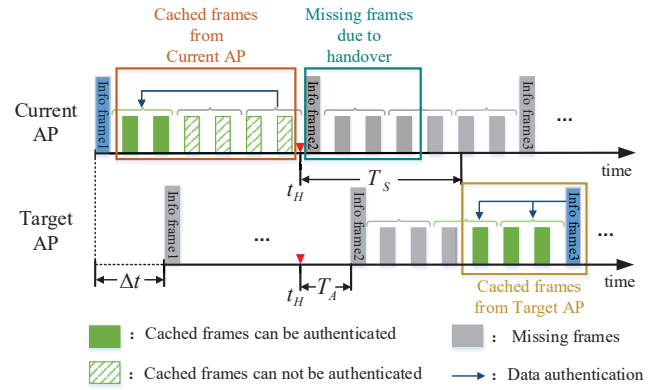 Cached frames
from
Current AP
Missing frames
due to
handover
Current
AP
Info frame1
Info frame2
Info frame3
...
time
t_H
T_S
Target
AP
Info frame1
...
Info frame2
Info frame3
...
time
Δt
t_H
T_A
Cached frames
from Target AP
: Cached frames can be authenticated
: Missing frames
: Cached frames can not be authenticated
: Data authentication